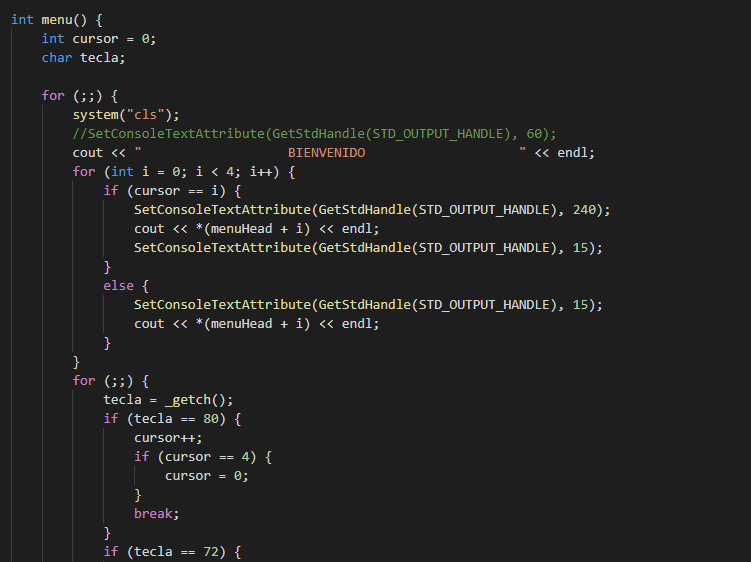 int menu() {
    int cursor = 0;
    char tecla;

    for (;;) {
        system("cls");
        //SetConsoleTextAttribute(GetStdHandle(STD_OUTPUT_HANDLE), 60);
        cout << "                   BIENVENIDO                    " << endl;
        for (int i = 0; i < 4; i++) {
            if (cursor == i) {
                SetConsoleTextAttribute(GetStdHandle(STD_OUTPUT_HANDLE), 240);
                cout << *(menuHead + i) << endl;
                SetConsoleTextAttribute(GetStdHandle(STD_OUTPUT_HANDLE), 15);
            }
            else {
                SetConsoleTextAttribute(GetStdHandle(STD_OUTPUT_HANDLE), 15);
                cout << *(menuHead + i) << endl;
            }
        }
        for (;;) {
            tecla = _getch();
            if (tecla == 80) {
                cursor++;
                if (cursor == 4) {
                    cursor = 0;
                }
                break;
            }
            if (tecla == 72) {